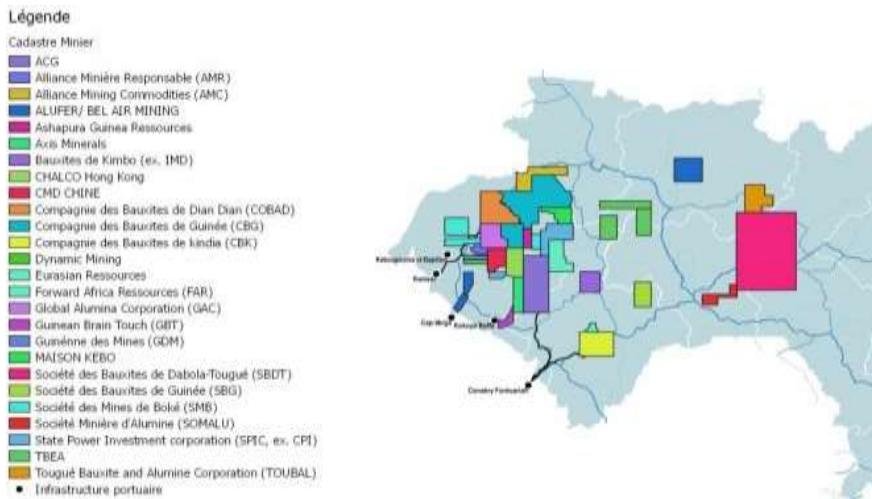 Légende
Cadastre Minier
ACG
Alliance Minière Responsable (AMR)
Alliance Mining Commodities (AMC)
ALUFER/ BEL AIR MINING
Ashapura Guinea Ressources
Axis Minerals
Bauxites de Kimbo (ex. IMD)
CHALCO Hong Kong
CMD CHINE
Compagnie des Bauxites de Dian Dian (COBAD)
Compagnie des Bauxites de Guinée (CBG)
Compagnie des Bauxites de kindia (CBK)
Dynamic Mining
Eurasian Ressources
Forward Africa Ressources (FAR)
Global Alumina Corporation (GAC)
Guinean Brain Touch (GBT)
Guinénne des Mines (GDM)
MAISON KEBO
Société des Bauxites de Dabola-Tougué (SBDT)
Société des Bauxites de Guinée (SBG)
Société des Mines de Boké (SMB)
Société Minière d'Alumine (SOMALU)
State Power Investment corporation (SPIC, ex. CPI)
TBEA
Tougué Bauxite and Alumine Corporation (TOUBAL)
Infrastructure portuaire
Kamsar
Conakry